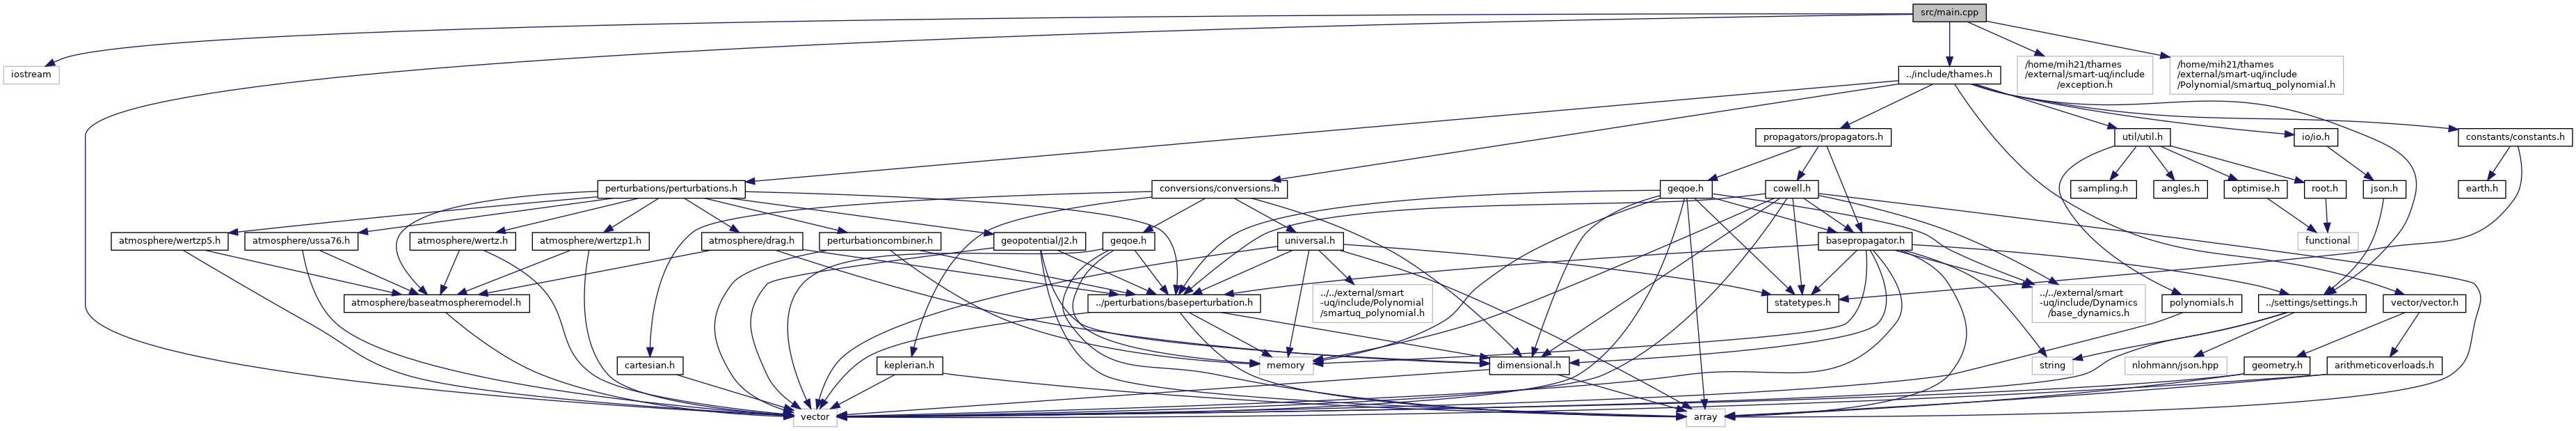 src/main.cpp
iostream
../include/thames.h
/home/mih21/thames
/external/smart-uq/include
/exception.h
/home/mih21/thames
/external/smart-uq/include
/Polynomial/smartuq_polynomial.h
propagators/propagators.h
util/util.h
io/io.h
constants/constants.h
perturbations/perturbations.h
conversions/conversions.h
geqoe.h
cowell.h
sampling.h
angles.h
optimise.h
root.h
json.h
earth.h
atmosphere/wertzp5.h
atmosphere/ussa76.h
atmosphere/wertz.h
atmosphere/wertzp1.h
atmosphere/drag.h
perturbationcombiner.h
geopotential/J2.h
geqoe.h
universal.h
basepropagator.h
functional
atmosphere/baseatmospheremodel.h
../perturbations/baseperturbation.h
../../external/smart
-uq/include/Polynomial
/smartuq_polynomial.h
statetypes.h
../../external/smart
-uq/include/Dynamics
/base_dynamics.h
polynomials.h
../settings/settings.h
vector/vector.h
cartesian.h
keplerian.h
memory
dimensional.h
string
nlohmann/json.hpp
geometry.h
arithmeticoverloads.h
vector
array